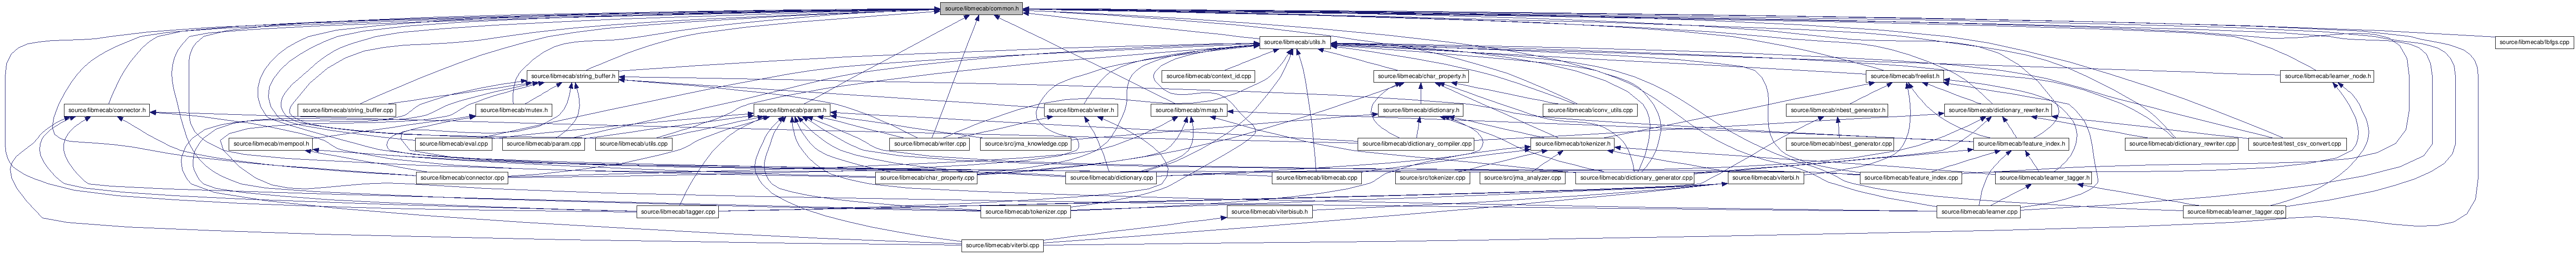 source/libmecab/common.h
source/libmecab/utils.h
source/libmecab/lbfgs.cpp
source/libmecab/string_buffer.h
source/libmecab/context_id.cpp
source/libmecab/char_property.h
source/libmecab/freelist.h
source/libmecab/learner_node.h
source/libmecab/connector.h
source/libmecab/string_buffer.cpp
source/libmecab/mutex.h
source/libmecab/param.h
source/libmecab/writer.h
source/libmecab/mmap.h
source/libmecab/dictionary.h
source/libmecab/iconv_utils.cpp
source/libmecab/nbest_generator.h
source/libmecab/dictionary_rewriter.h
source/libmecab/mempool.h
source/libmecab/eval.cpp
source/libmecab/param.cpp
source/libmecab/utils.cpp
source/libmecab/writer.cpp
source/src/jma_knowledge.cpp
source/libmecab/dictionary_compiler.cpp
source/libmecab/tokenizer.h
source/libmecab/nbest_generator.cpp
source/libmecab/feature_index.h
source/libmecab/dictionary_rewriter.cpp
source/test/test_csv_convert.cpp
source/libmecab/connector.cpp
source/libmecab/char_property.cpp
source/libmecab/dictionary.cpp
source/libmecab/libmecab.cpp
source/src/tokenizer.cpp
source/src/jma_analyzer.cpp
source/libmecab/dictionary_generator.cpp
source/libmecab/viterbi.h
source/libmecab/feature_index.cpp
source/libmecab/learner_tagger.h
source/libmecab/tagger.cpp
source/libmecab/tokenizer.cpp
source/libmecab/viterbisub.h
source/libmecab/learner.cpp
source/libmecab/learner_tagger.cpp
source/libmecab/viterbi.cpp